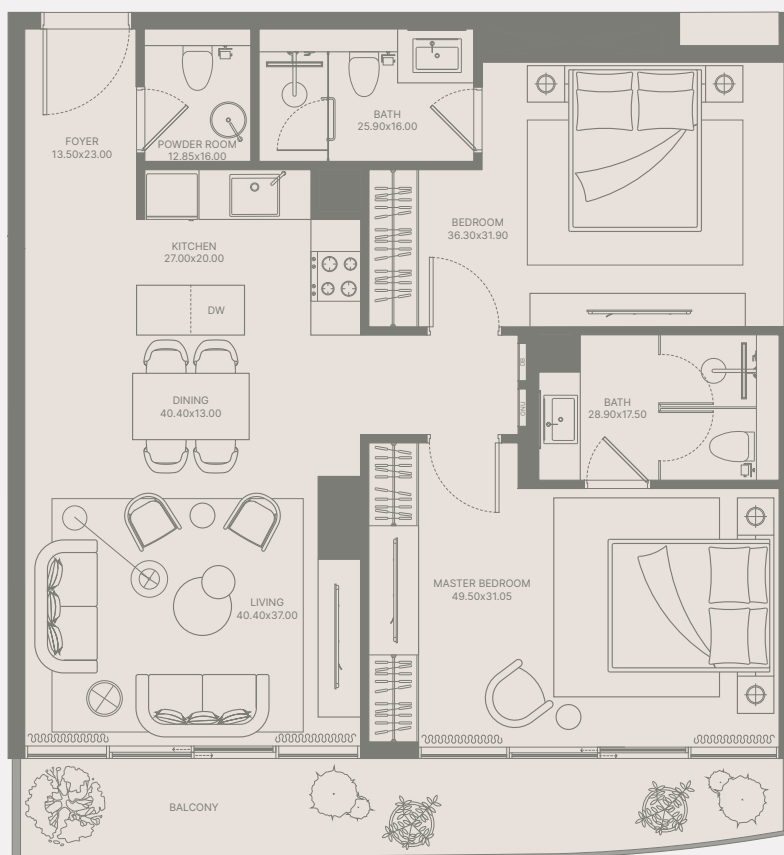 FOYER
13.50x23.00
POWDER ROOM
12.85x16.00
BATH
25.90x16.00
BEDROOM
36.30x31.90
KITCHEN
27.00x20.00
DW
DINING
40.40x13.00
BATH
28.90x17.50
LIVING
40.40x37.00
MASTER BEDROOM
49.50x31.05
BALCONY